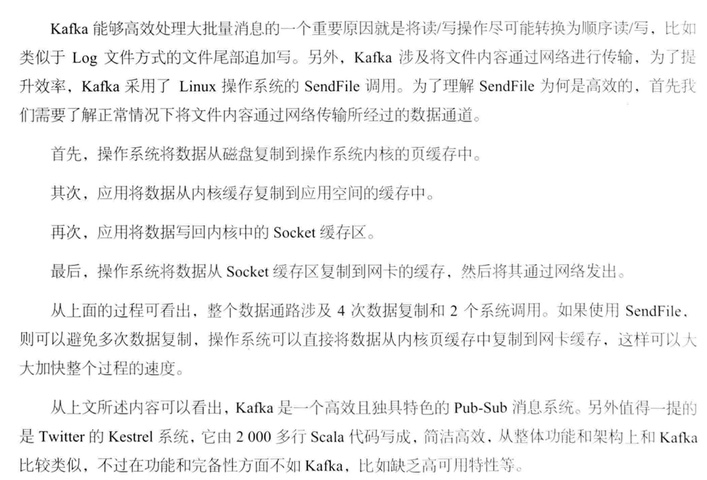 Kafka 能够高效处理大批量消息的一个重要原因就是将读/写操作尽可能转换为顺序读/写，比如
类似于 Log 文件方式的文件尾部追加写。另外，Kafka 涉及将文件内容通过网络进行传输，为了提
升效率，Kafka 采用了 Linux 操作系统的 SendFile 调用。为了理解 SendFile 为何是高效的，首先我
们需要了解正常情况下将文件内容通过网络传输所经过的数据通道。
首先，操作系统将数据从磁盘复制到操作系统内核的页缓存中。
其次，应用将数据从内核缓存复制到应用空间的缓存中。
再次，应用将数据写回内核中的 Socket 缓存区。
最后，操作系统将数据从 Socket 缓存区复制到网卡的缓存，然后将其通过网络发出。
从上面的过程可看出，整个数据通路涉及 4 次数据复制和 2 个系统调用。如果使用 SendFile，
则可以避免多次数据复制，操作系统可以直接将数据从内核页缓存中复制到网卡缓存，这样可以大
大加快整个过程的速度。
从上文所述内容可以看出，Kafka 是一个高效且独具特色的 Pub-Sub 消息系统。另外值得一提的
是 Twitter 的 Kestrel 系统，它由 2 000 多行 Scala 代码写成，简洁高效，从整体功能和架构上和 Kafka
比较类似，不过在功能和完备性方面不如 Kafka，比如缺乏高可用特性等。